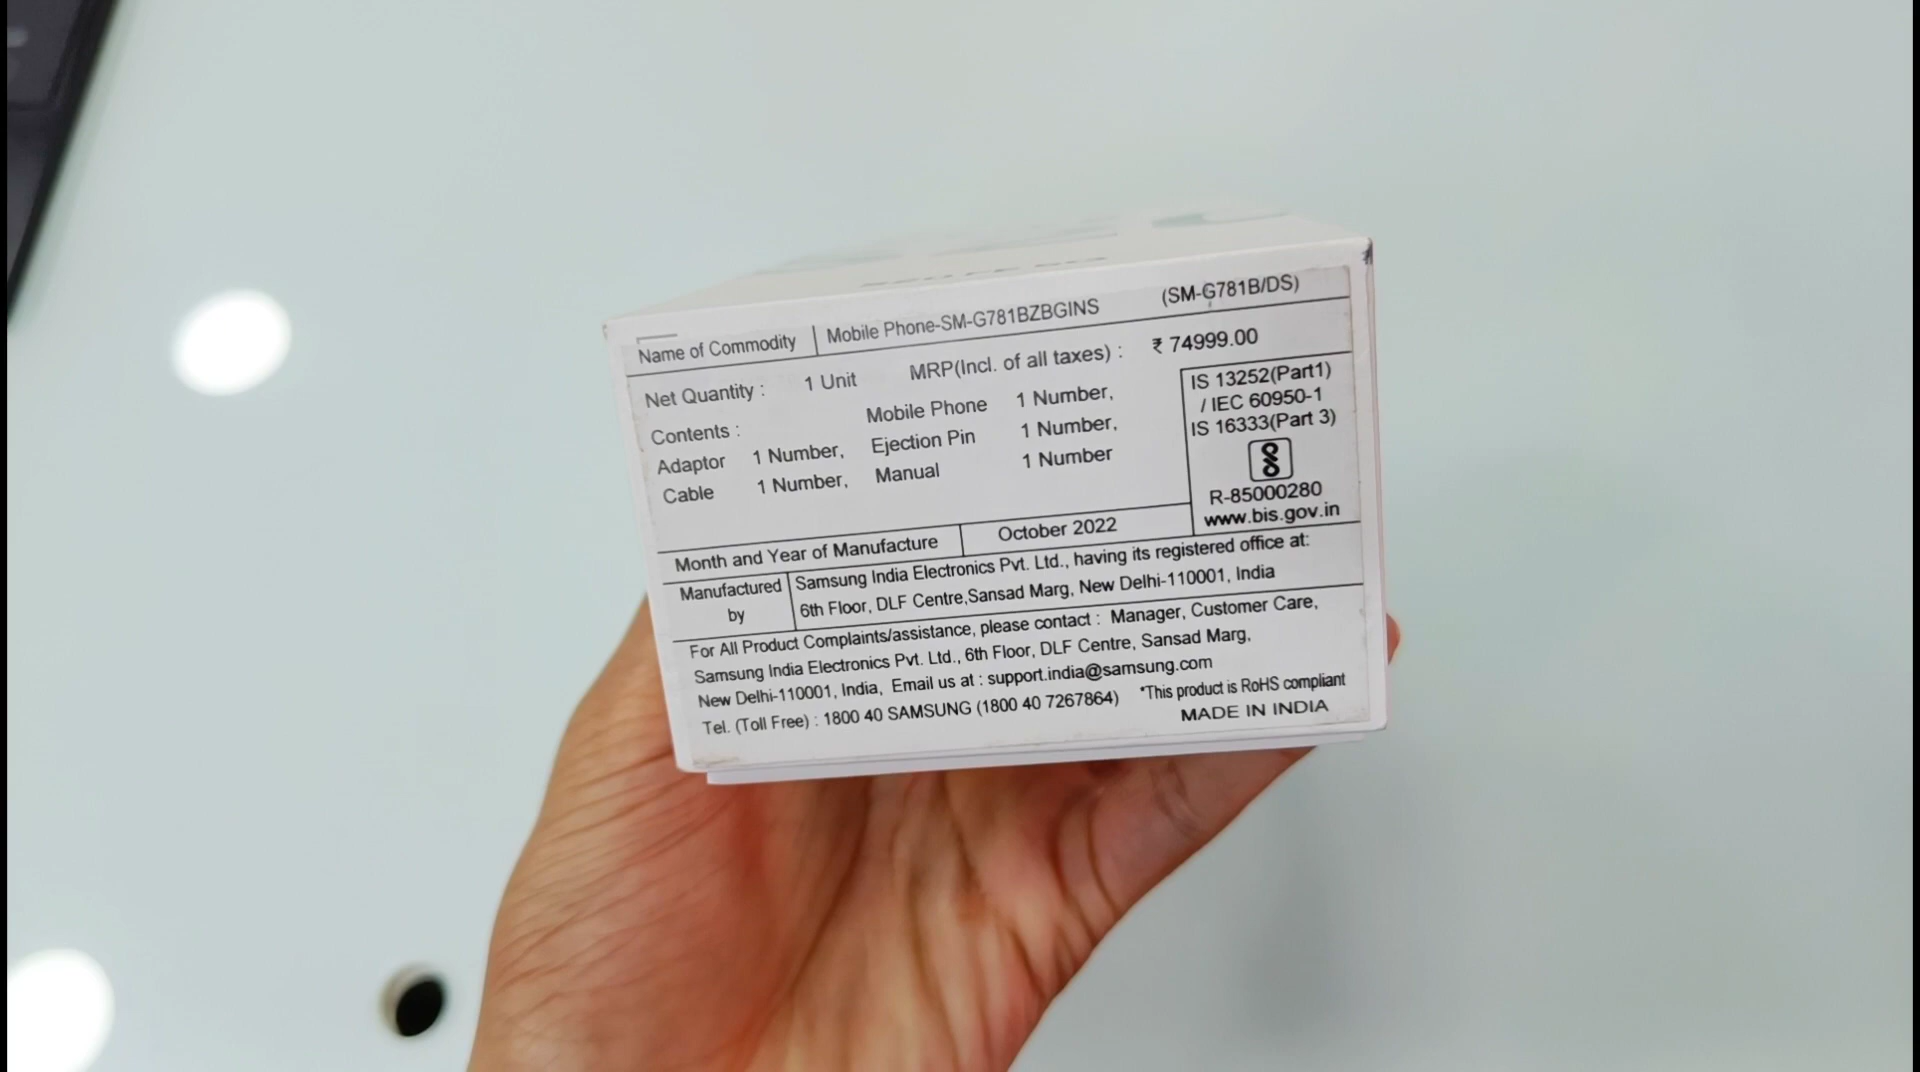 Name of Commodity Mobile Phone-SM-G781BZBGINS (SM-G781B/DS)
Net Quantity : 1 Unit MRP(Incl. of all taxes) : ₹ 74999.00
Contents : Mobile Phone 1 Number,
Adaptor 1 Number, Ejection Pin 1 Number,
Cable 1 Number, Manual 1 Number
IS 13252(Part1)
/ IEC 60950-1
IS 16333(Part 3)
R-85000280
www.bis.gov.in
Month and Year of Manufacture October 2022
Manufactured by
Samsung India Electronics Pvt. Ltd., having its registered office at:
6th Floor, DLF Centre,Sansad Marg, New Delhi-110001, India
For All Product Complaints/assistance, please contact : Manager, Customer Care,
Samsung India Electronics Pvt. Ltd., 6th Floor, DLF Centre, Sansad Marg,
New Delhi-110001, India, Email us at : support.india@samsung.com
Tel. (Toll Free) : 1800 40 SAMSUNG (1800 40 7267864) *This product is RoHS compliant
MADE IN INDIA